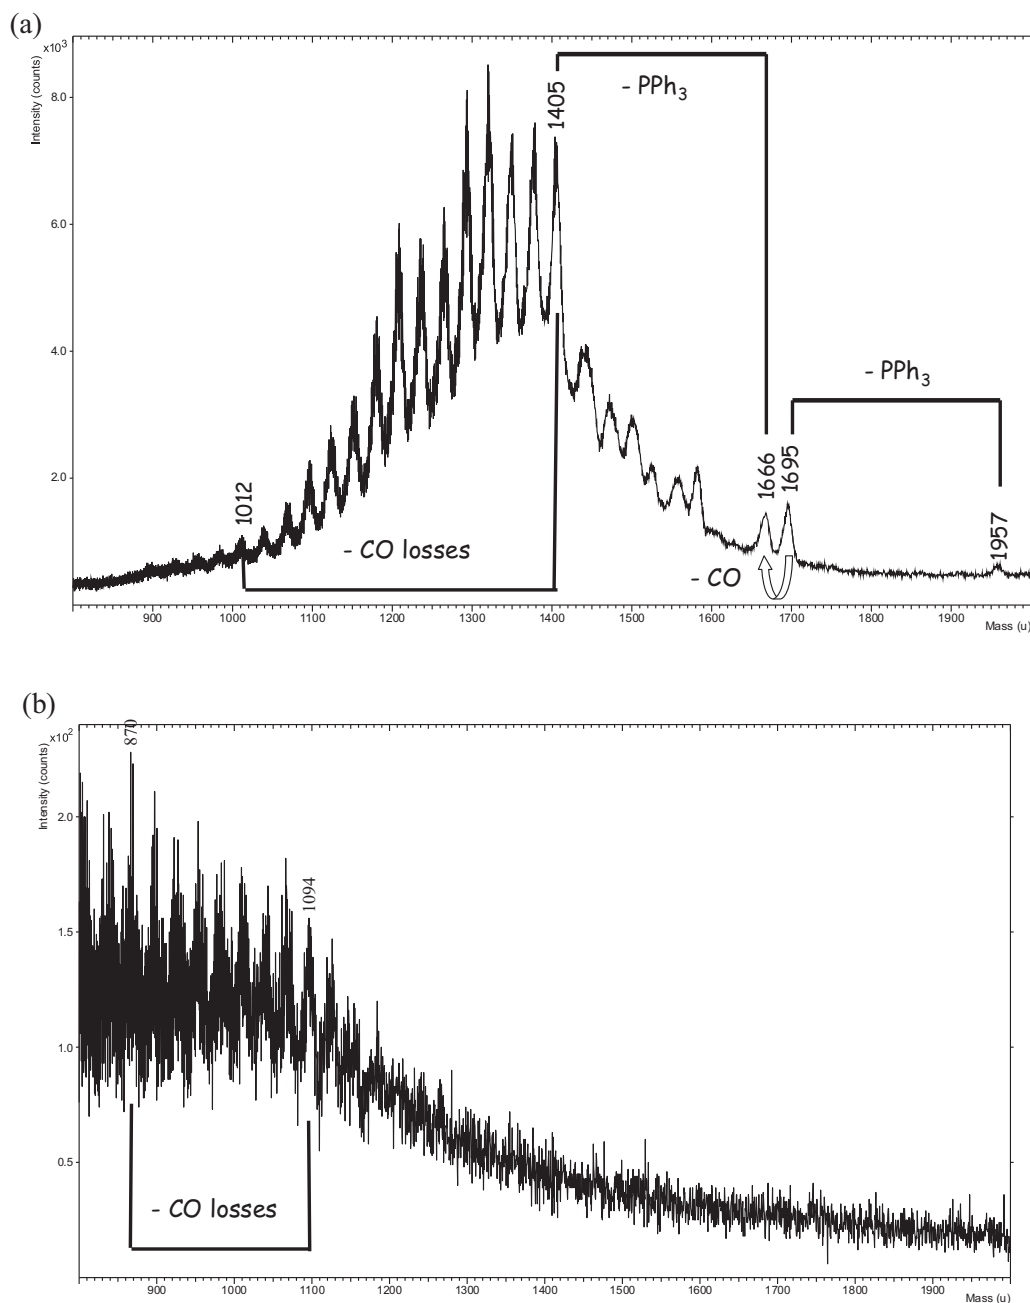 (a)
x10³
Intensity (counts)
8.0
6.0
4.0
2.0
- PPh₃
1405
- PPh₃
1666
1695
1957
1012
- CO losses
- CO
900 1000 1100 1200 1300 1400 1500 1600 1700 1800 1900
Mass (u)
(b)
x10²
Intensity (counts)
2.0
1.5
1.0
0.5
870
1094
- CO losses
900 1000 1100 1200 1300 1400 1500 1600 1700 1800 1900
Mass (u)